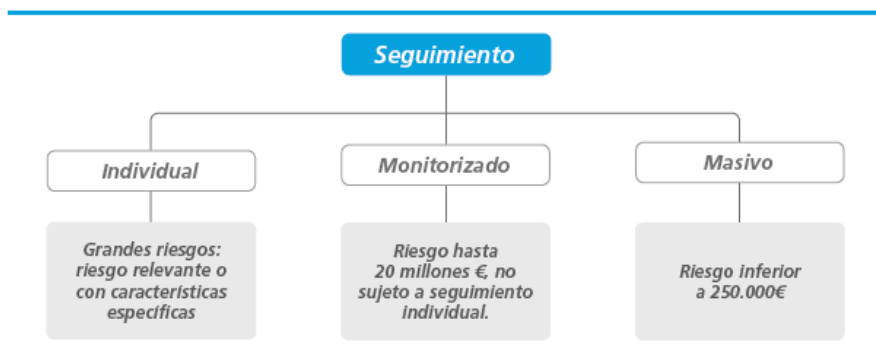 Seguimiento
Individual
Monitorizado
Masivo
Grandes riesgos:
riesgo relevante o
con características
específicas
Riesgo hasta
20 millones €, no
sujeto a seguimiento
individual.
Riesgo inferior
a 250.000€